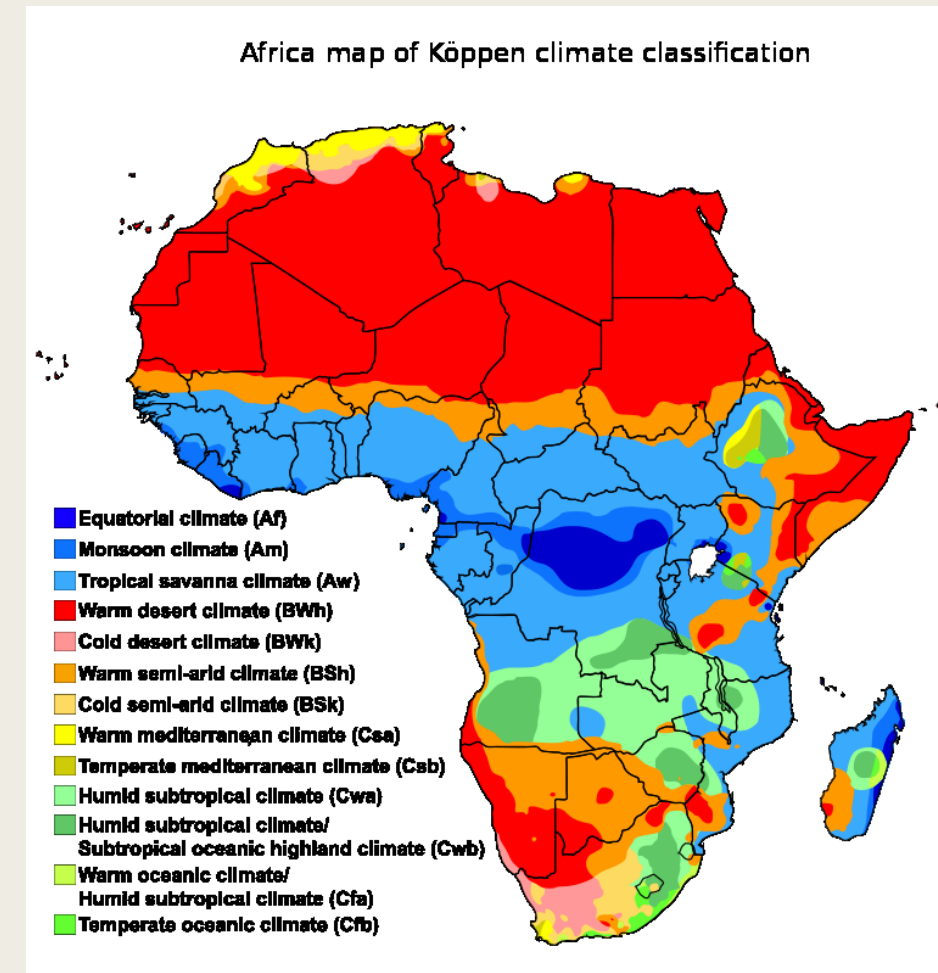 Africa map of Köppen climate classification
Equatorial climate (Af)
Monsoon climate (Am)
Tropical savanna climate (Aw)
Warm desert climate (BWh)
Cold desert climate (BWk)
Warm semi-arid climate (BSh)
Cold semi-arid climate (BSk)
Warm mediterranean climate (Csa)
Temperate mediterranean climate (Csb)
Humid subtropical climate (Cwa)
Humid subtropical climate/
Subtropical oceanic highland climate (Cwb)
Warm oceanic climate/
Humid subtropical climate (Cfa)
Temperate oceanic climate (Cfb)